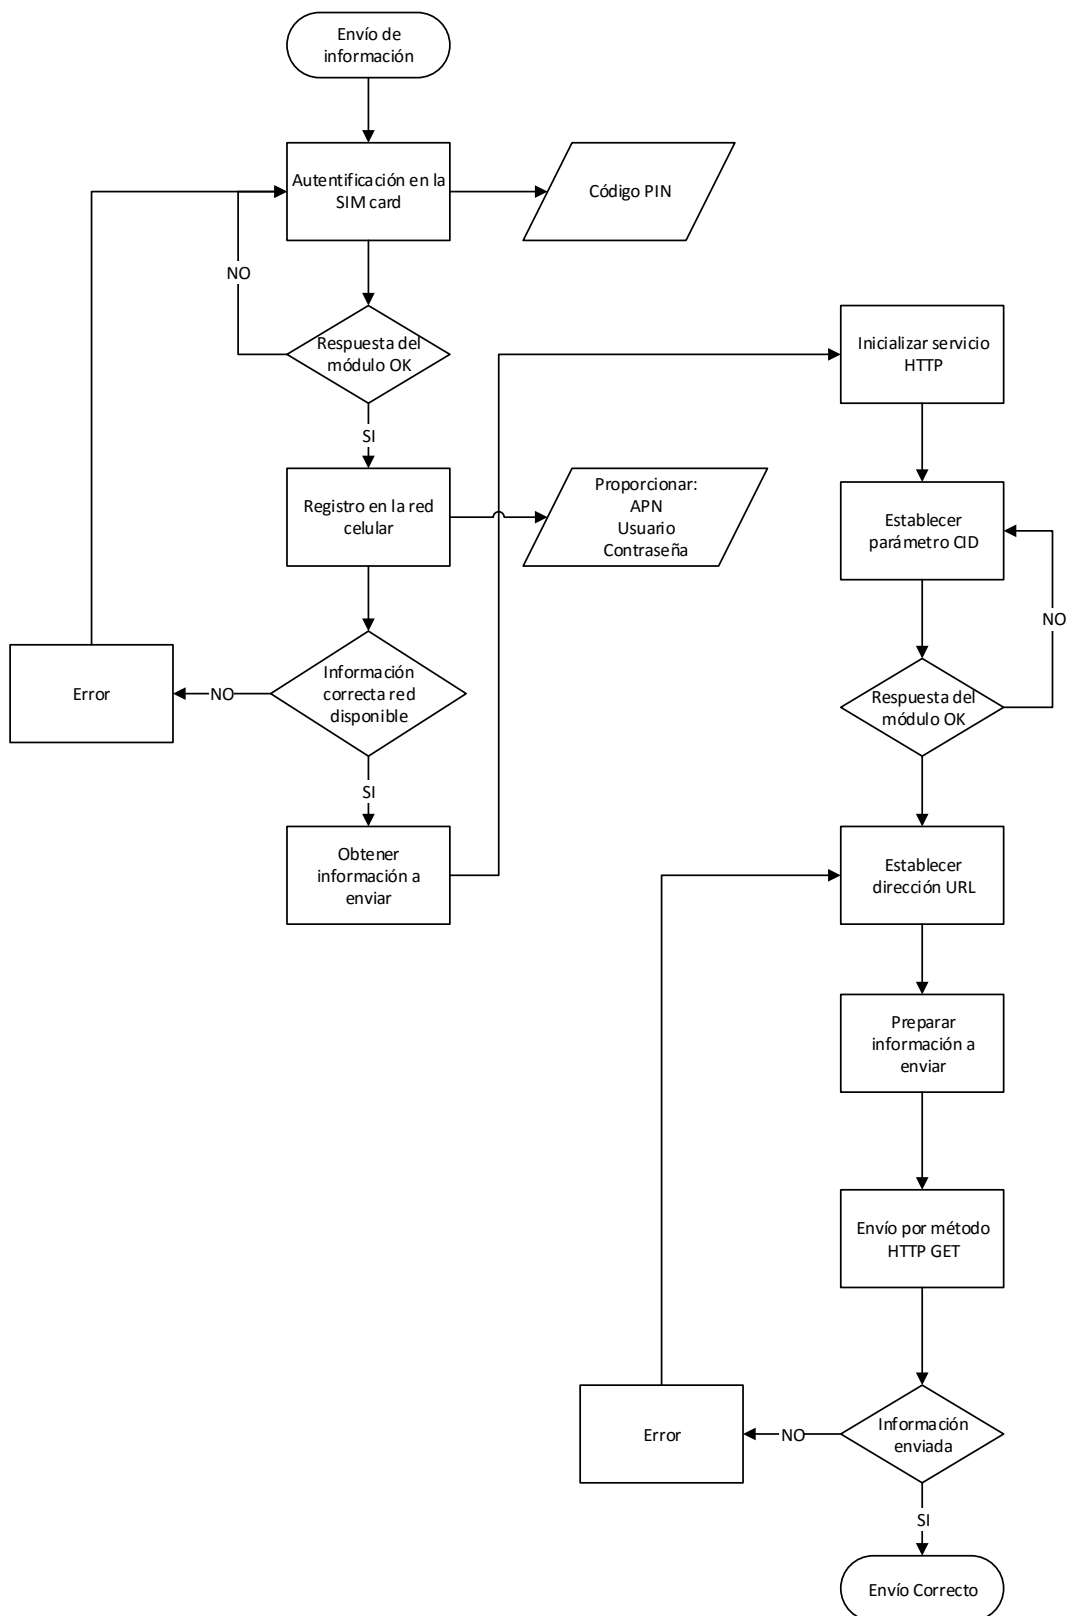 Envío de
información
Autentificación en la
SIM card
Código PIN
NO
Respuesta del
módulo OK
SI
Registro en la red
celular
Proporcionar:
APN
Usuario
Contraseña
Información
correcta red
disponible
NO
Error
SI
Obtener
información a
enviar
Inicializar servicio
HTTP
Establecer
parámetro CID
NO
Respuesta del
módulo OK
Establecer
dirección URL
Preparar
información a
enviar
Envío por método
HTTP GET
Información
enviada
NO
Error
SI
Envío Correcto